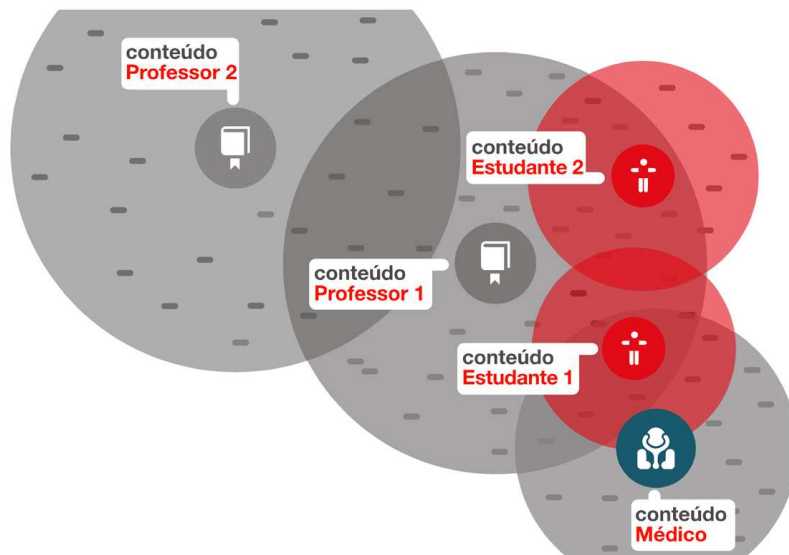 conteúdo
Professor 2
conteúdo
Estudante 2
conteúdo
Professor 1
conteúdo
Estudante 1
conteúdo
Médico